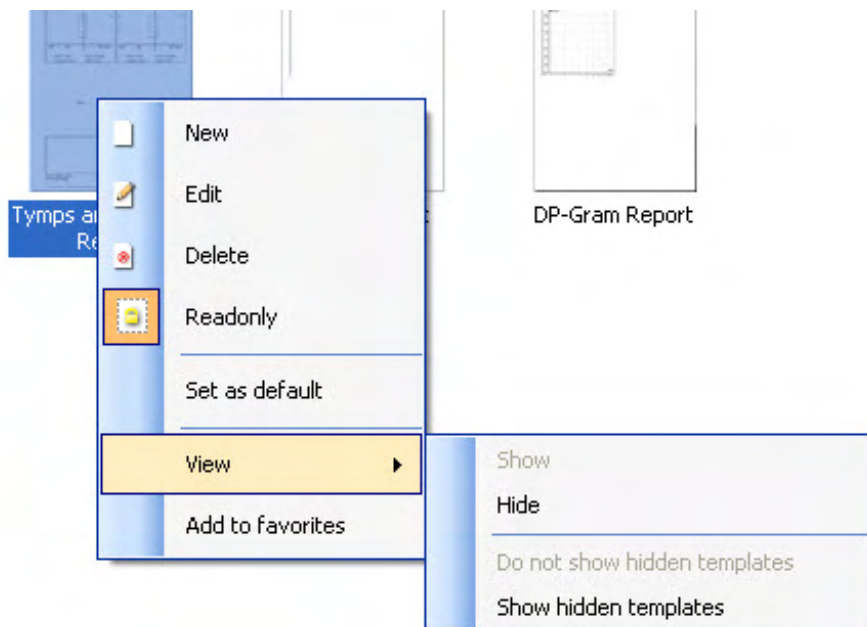 Tymps
Re
DP-Gram Report
New
Edit
Delete
Readonly
Set as default
View
Add to favorites
Show
Hide
Do not show hidden templates
Show hidden templates